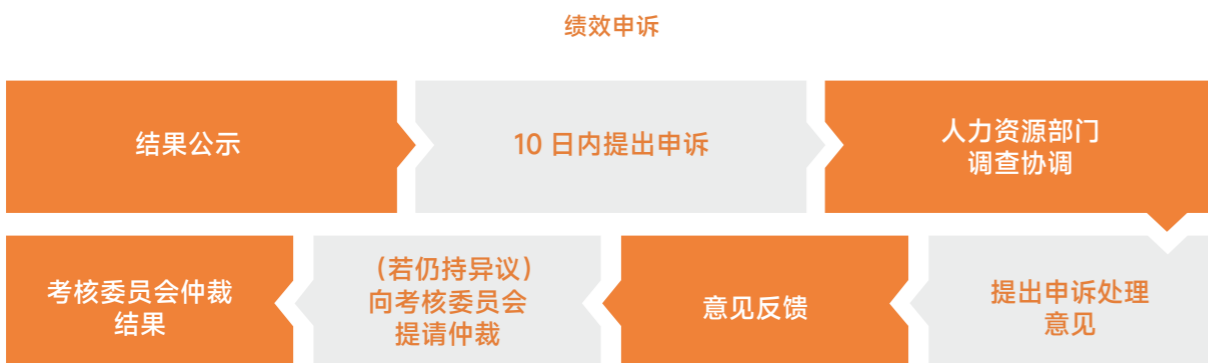 绩效申诉
结果公示
10 日内提出申诉
人力资源部门
调查协调
提出申诉处理
意见
意见反馈
（若仍持异议）
向考核委员会
提请仲裁
考核委员会仲裁
结果